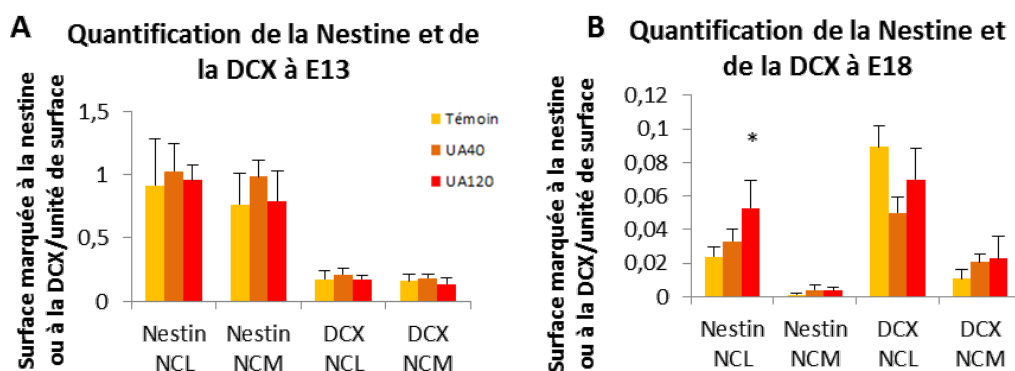 A
Quantification de la Nestine et de
la DCX à E13
Surface marquée à la nestine
ou à la DCX/unité de surface
1,5
1
0,5
0
Témoin
UA40
UA120
Nestin
NCL
Nestin
NCM
DCX
NCL
DCX
NCM
B
Quantification de la Nestine et
de la DCX à E18
Surface marquée à la nestine
ou à la DCX/unité de surface
0,12
0,1
0,08
0,06
0,04
0,02
0
*
Nestin
NCL
Nestin
NCM
DCX
NCL
DCX
NCM